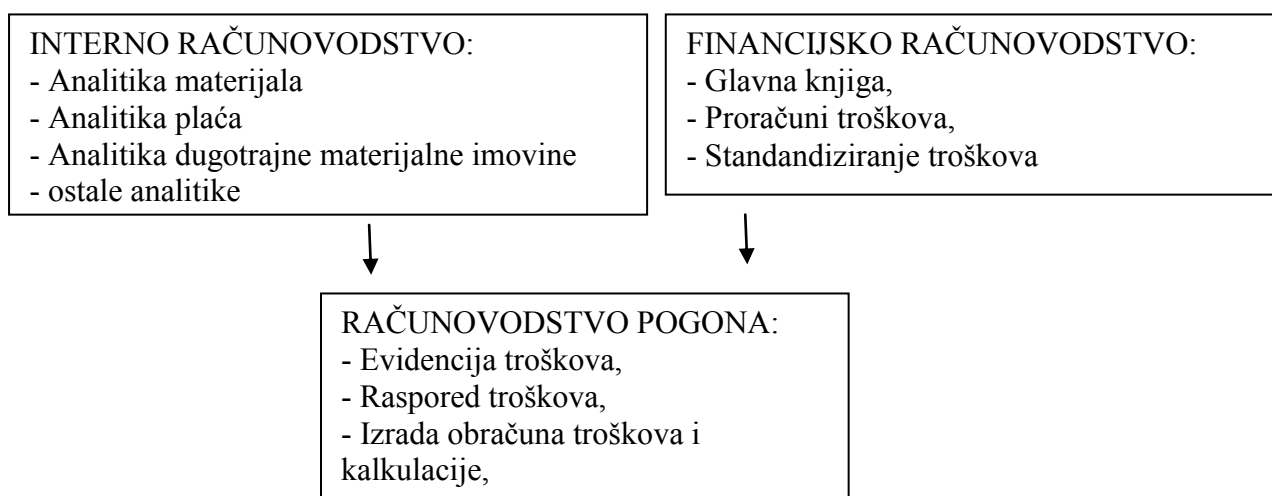 INTERNO RAČUNOVODSTVO:
- Analitika materijala
- Analitika plaća
- Analitika dugotrajne materijalne imovine
- ostale analitike
FINANCIJSKO RAČUNOVODSTVO:
- Glavna knjiga,
- Proračuni troškova,
- Standandiziranje troškova
RAČUNOVODSTVO POGONA:
- Evidencija troškova,
- Raspored troškova,
- Izrada obračuna troškova i
kalkulacije,